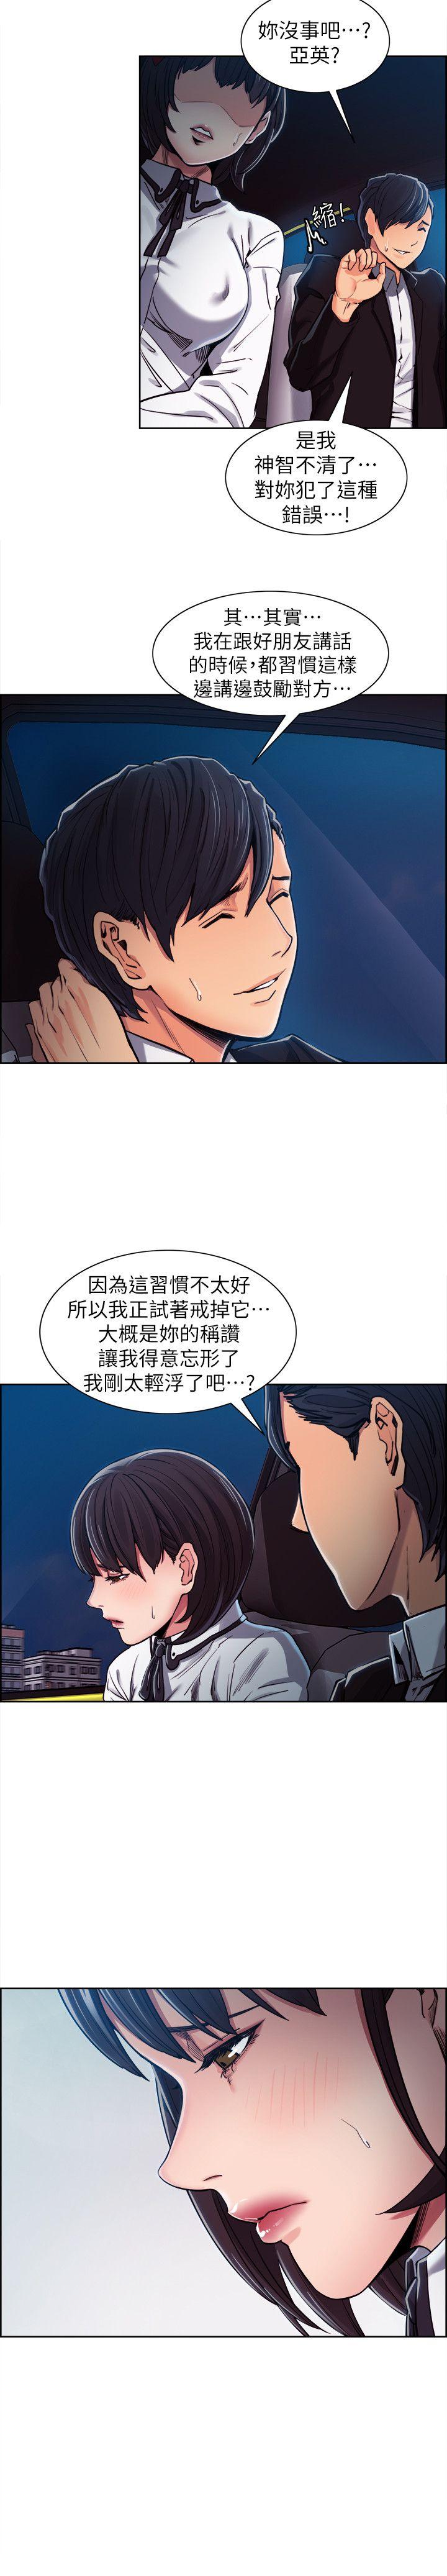 妳沒事吧⋯?
亞英?
縮!
是我
神智不清了⋯
對妳犯了這種
錯誤⋯!
其⋯其實⋯
我在跟好朋友講話
的時候,都習慣這樣
邊講邊鼓勵對方⋯
因為這習慣不太好
所以我正試著戒掉它⋯
大概是妳的稱讚
讓我得意忘形了
我剛太輕浮了吧⋯?